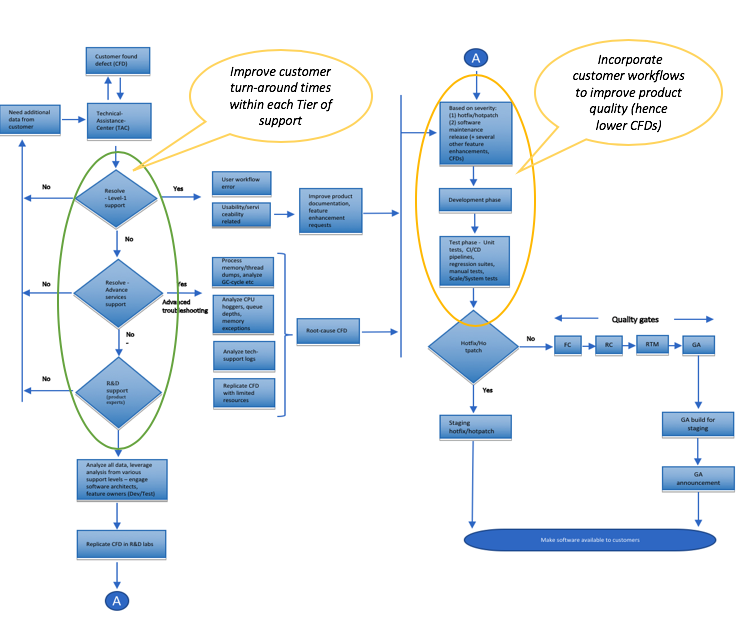 Customer found
defect (CFD)
Need additional
data from
customer
Technical-
Assistance-
Center (TAC)
Improve customer
turn-around times
within each Tier of
support
A
Incorporate
customer workflows
to improve product
quality (hence
lower CFDs)
Based on severity:
(1) hotfix/hotpatch
(2) software
maintenance
release (+ several
other feature
enhancements,
CFDs)
No
Resolve
- Level-1
support
Yes
User workflow
error
Usability/servi
ceability
related
Improve product
documentation,
feature
enhancement
requests
Development phase
No
Test phase - Unit
tests, CI/CD
pipelines,
regression suites,
manual tests,
Scale/System tests
No
Resolve -
Advance
services
support
Yes
Advanced
troubleshooting
Process
memory/thread
dumps, analyze
GC-cycle etc
Analyze CPU
hoggers, queue
depths,
memory
exceptions
Analyze tech-
support logs
Replicate CFD
with limited
resources
Root-cause CFD
No
-
No
R&D
support
(product
experts)
Hotfix/Ho
tpatch
No
Quality gates
FC
RC
RTM
GA
Yes
Staging
hotfix/hotpatch
GA build for
staging
GA
announcement
Analyze all data, leverage
analysis from various
support levels – engage
software architects,
feature owners (Dev/Test)
Replicate CFD in R&D labs
A
Make software available to customers